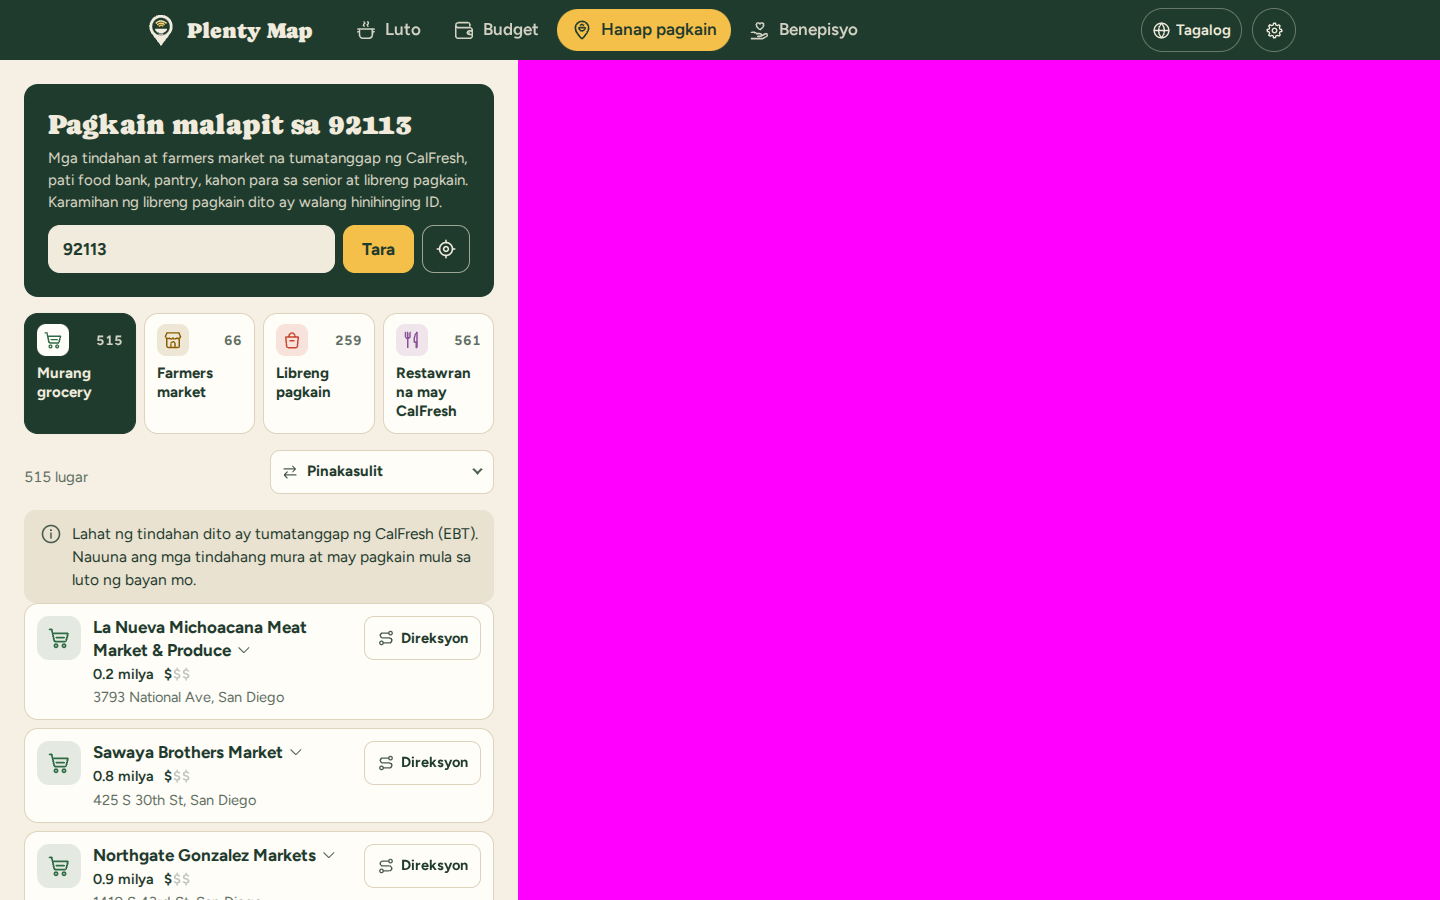 Plenty Map
Luto
Budget
Hanap pagkain
Benepisyo
Tagalog
Pagkain malapit sa 92113
Mga tindahan at farmers market na tumatanggap ng CalFresh,
pati food bank, pantry, kahon para sa senior at libreng pagkain.
Karamihan ng libreng pagkain dito ay walang hinihinging ID.
92113
Tara
515
Murang
grocery
66
Farmers
market
259
Libreng
pagkain
561
Restawran
na may
CalFresh
515 lugar
Pinakasulit
Lahat ng tindahan dito ay tumatanggap ng CalFresh (EBT).
Nauuna ang mga tindahang mura at may pagkain mula sa
luto ng bayan mo.
La Nueva Michoacana Meat
Market & Produce
Direksyon
0.2 milya $$$
3793 National Ave, San Diego
Sawaya Brothers Market
Direksyon
0.8 milya $$$
425 S 30th St, San Diego
Northgate Gonzalez Markets
Direksyon
0.9 milya $$$